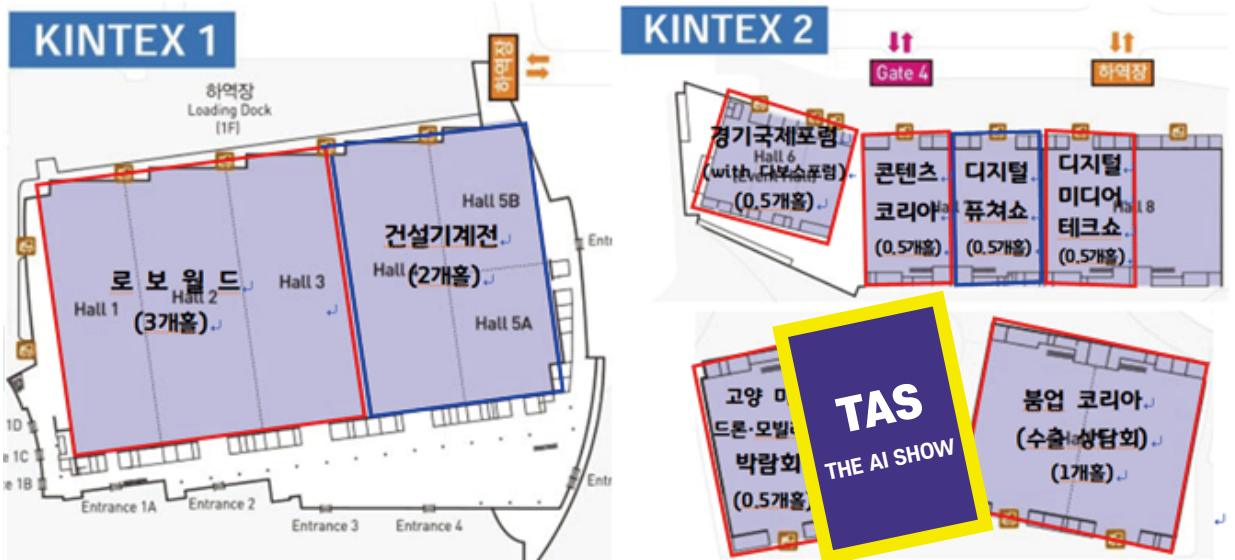 KINTEX 1
하역장
하역장
Loading Dock
(1F)
Hall 5B
건설기계전
Hall
(2개홀)
로 보 월 드
Hall 1
Hall 2
Hall 3
(3개홀)
Hall 5A
1D
1C
1B
Entrance 1A
Entrance 2
Entrance 3
Entrance 4
KINTEX 2
Gate 4
하역장
경기국제포럼
Hall 6
(with 다보스포럼)
(0.5개홀)
콘텐츠
코리아
(0.5개홀)
디지털
퓨쳐쇼
(0.5개홀)
디지털
미디어
테크쇼
(0.5개홀)
8
고양
드론·모빌
박람회
(0.5개홀)
TAS
THE AI SHOW
붐업 코리아
(수출 상담회)
(1개홀)